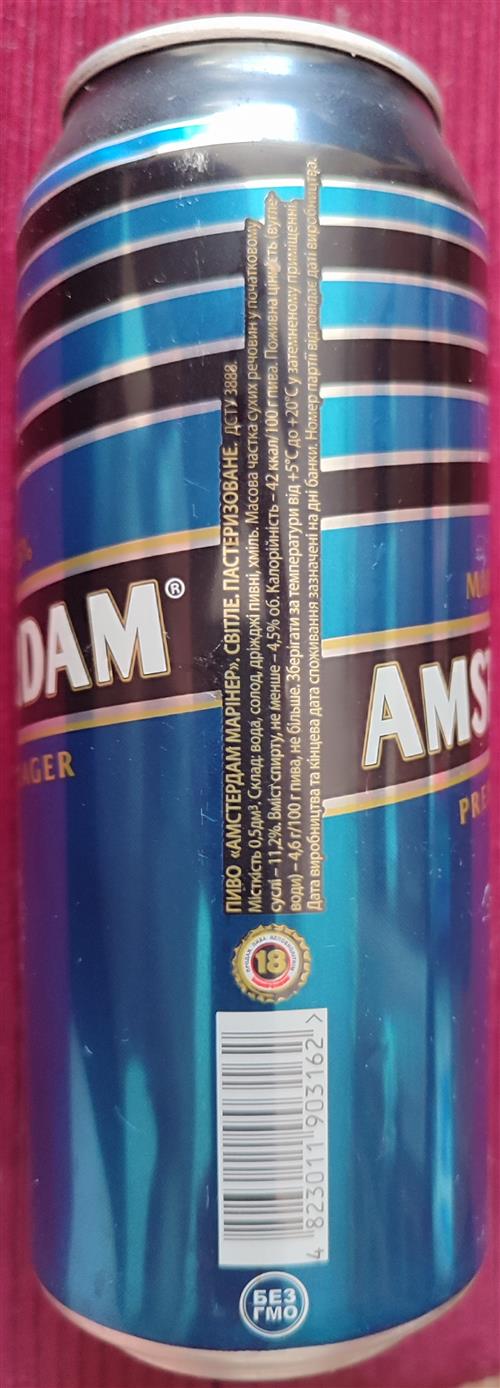 DAM®
AGER
ПИВО «АМСТЕРДАМ МАРІНЕР». СВІТЛЕ. ПАСТЕРИЗОВАНЕ. ДСТУ 3888.
Місткість 0,5дм³. Склад: вода, солод, дріжджі пивні, хміль. Масова частка сухих речовин у початковому
суслі – 11,2%. Вміст спирту, не менше – 4,5% об. Калорійність – 42 ккал/100 г пива. Поживна цінність (вугле-
води) – 4,6 г/100 г пива, не більше. Зберігати за температури від +5°С до +20°С у затемненому приміщенні.
Дата виробництва та кінцева дата споживання зазначені на дні банки. Номер партії відповідає даті виробництва.
18
4 823011 903162 >
БЕЗ
ГМО
AMS
PRE